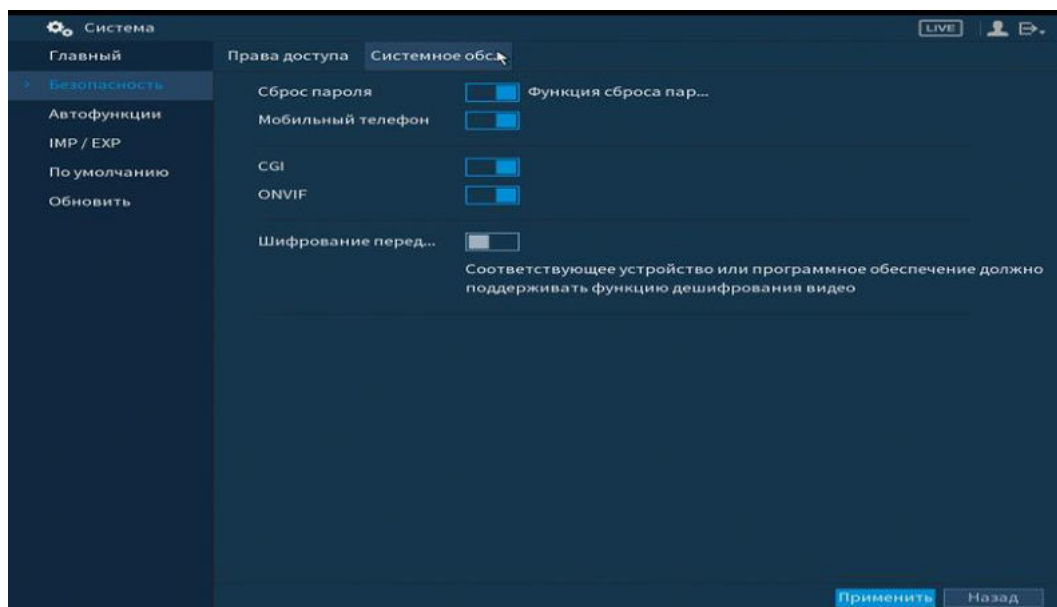 Система
LIVE
Главный
Права доступа Системное обс..
Безопасность
Сброс пароля Функция сброса пар...
Автофункции
Мобильный телефон
IMP / EXP
CGI
По умолчанию
ONVIF
Обновить
Шифрование перед...
Соответствующее устройство или программное обеспечение должно
поддерживать функцию дешифрования видео
Применить Назад